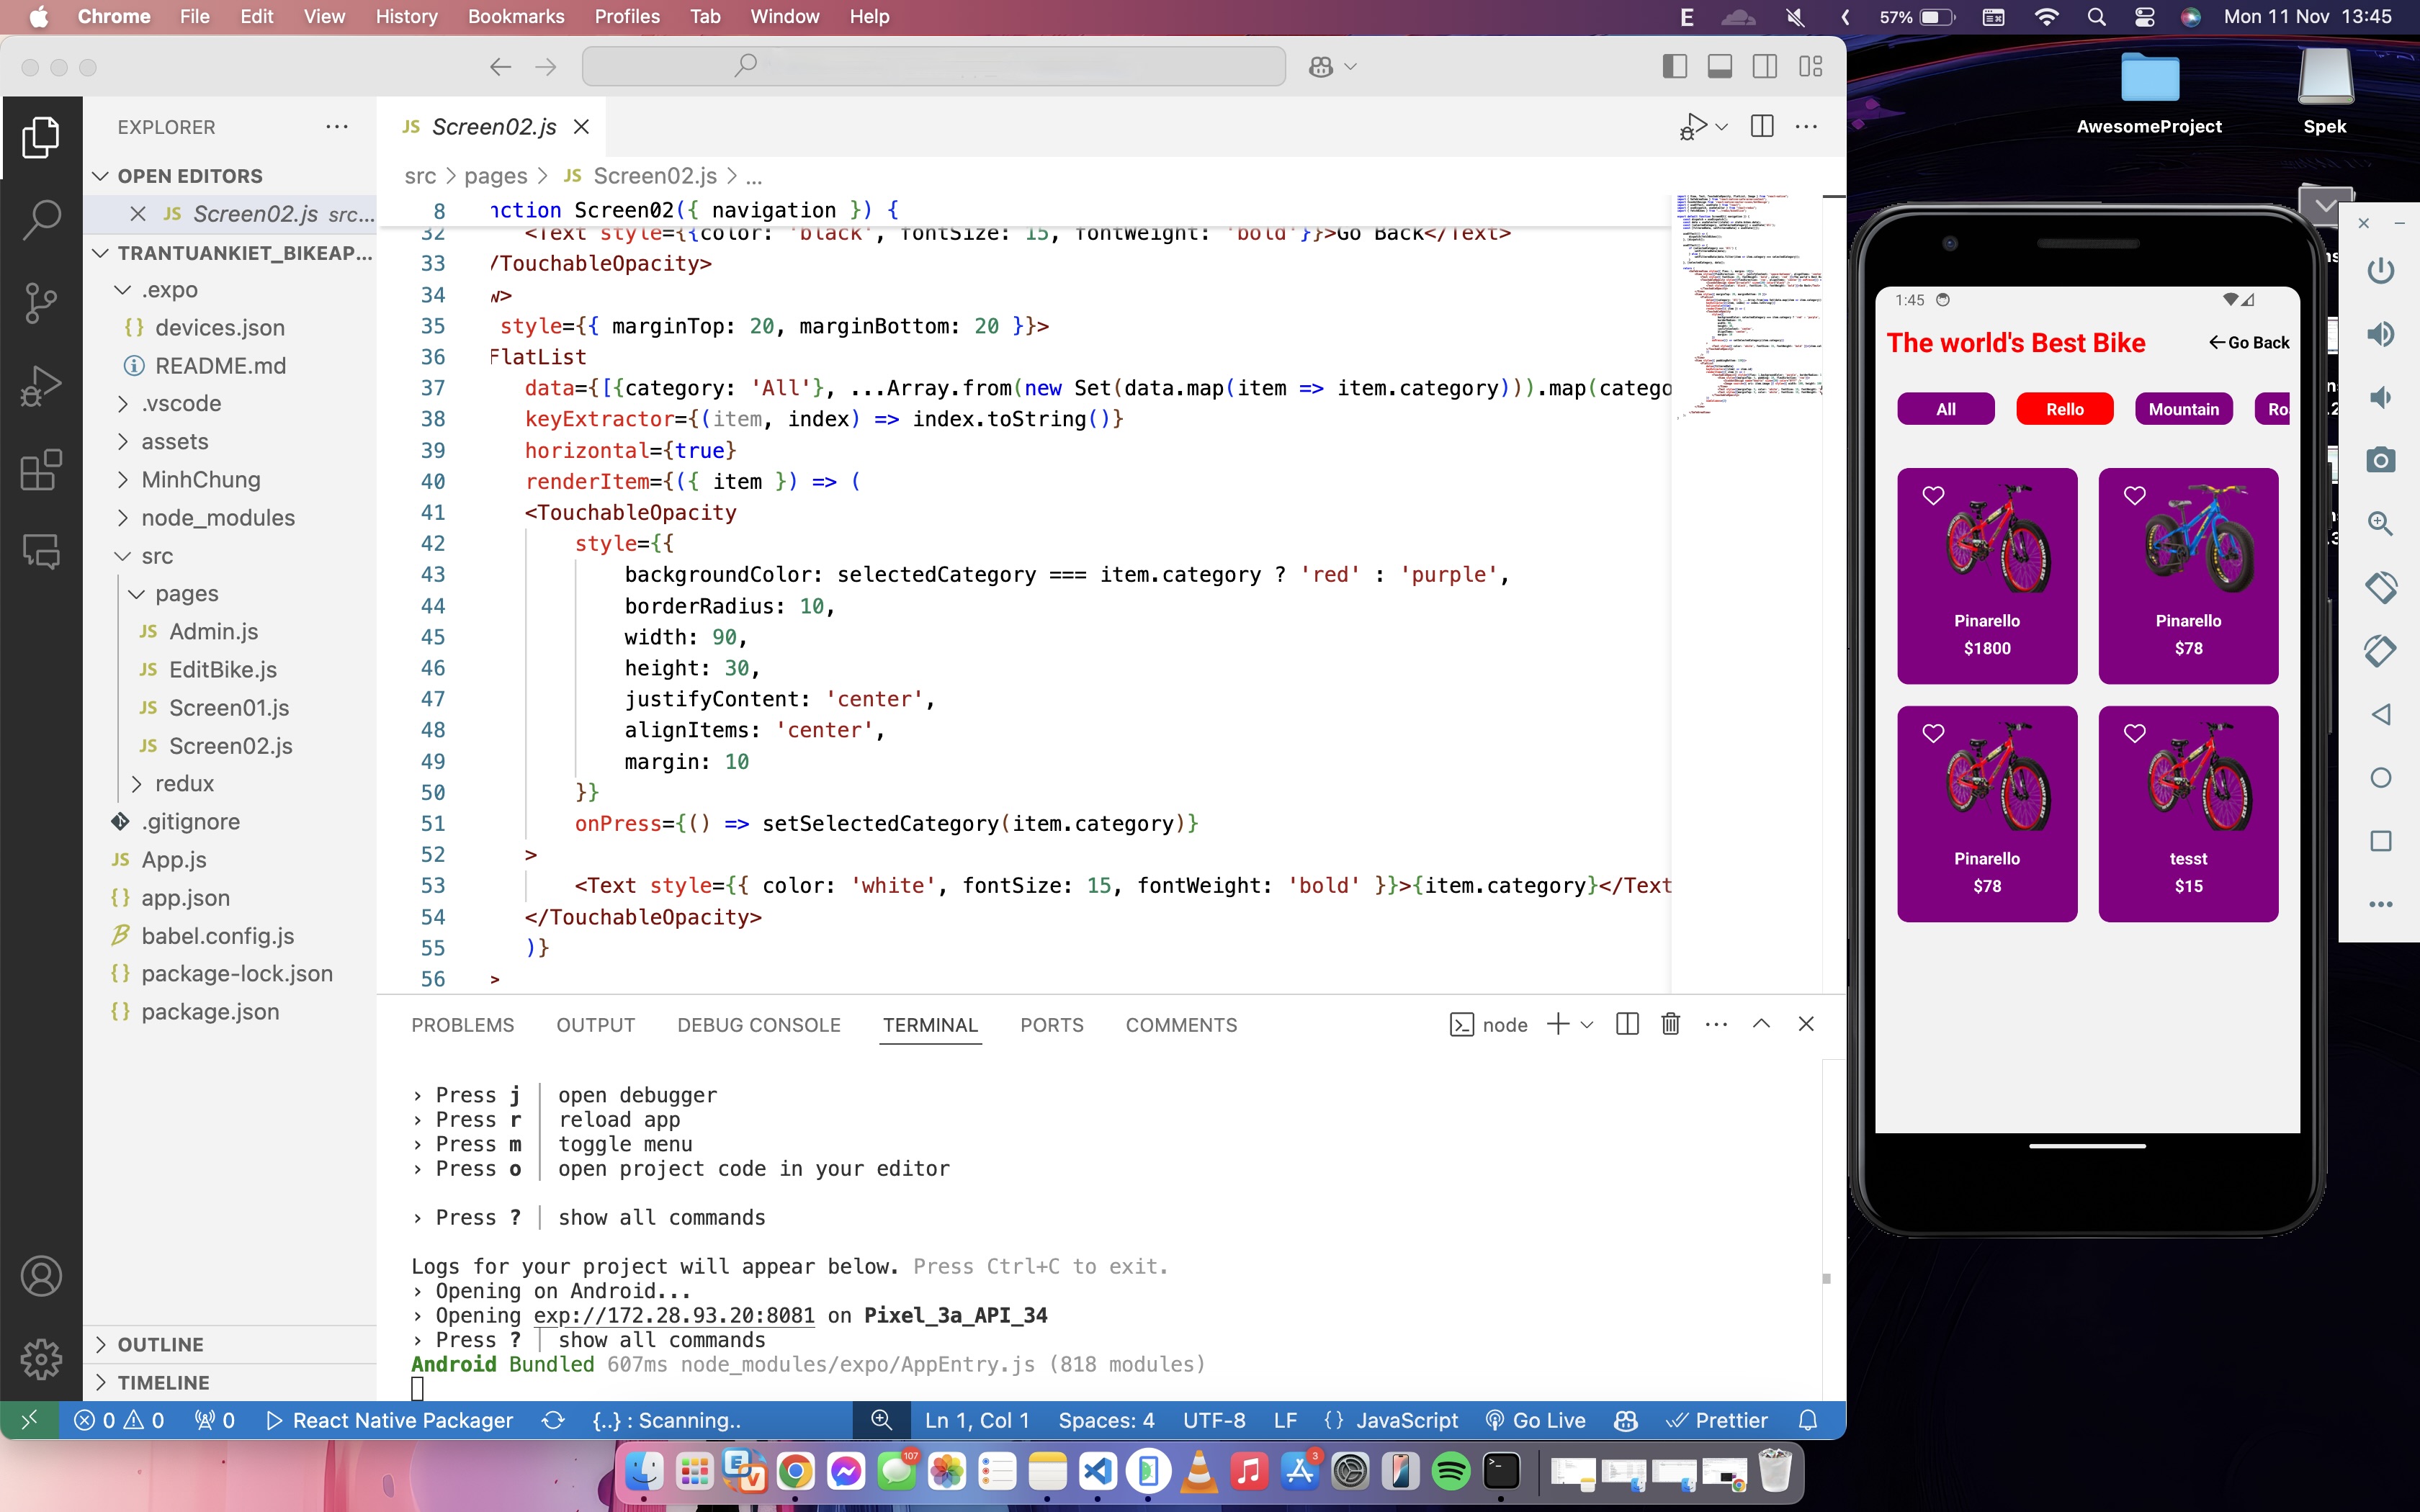 Chrome File Edit View History Bookmarks Profiles Tab Window Help
E 57% Mon 11 Nov 13:45
AwesomeProject
Spek
EXPLORER
OPEN EDITORS
JS Screen02.js src...
TRANTUANKIET_BIKEAP...
.expo
{} devices.json
README.md
.vscode
assets
MinhChung
node_modules
src
pages
JS Admin.js
JS EditBike.js
JS Screen01.js
JS Screen02.js
redux
.gitignore
JS App.js
{} app.json
babel.config.js
{} package-lock.json
{} package.json
OUTLINE
TIMELINE
JS Screen02.js
src > pages > JS Screen02.js > ...
8 nction Screen02({ navigation }) {
32 <Text style={{color: 'black', fontSize: 15, fontWeight: 'bold'}}>Go Back</Text>
33 /TouchableOpacity>
34 w>
35 style={{ marginTop: 20, marginBottom: 20 }}>
36 FlatList
37 data={[{category: 'All'}, ...Array.from(new Set(data.map(item => item.category))).map(catego
38 keyExtractor={(item, index) => index.toString()}
39 horizontal={true}
40 renderItem={({ item }) => (
41 <TouchableOpacity
42 style={{
43 backgroundColor: selectedCategory === item.category ? 'red' : 'purple',
44 borderRadius: 10,
45 width: 90,
46 height: 30,
47 justifyContent: 'center',
48 alignItems: 'center',
49 margin: 10
50 }}
51 onPress={() => setSelectedCategory(item.category)}
52 >
53 <Text style={{ color: 'white', fontSize: 15, fontWeight: 'bold' }}>{item.category}</Text
54 </TouchableOpacity>
55 )}
56 >
PROBLEMS OUTPUT DEBUG CONSOLE TERMINAL PORTS COMMENTS
node
› Press j │ open debugger
› Press r │ reload app
› Press m │ toggle menu
› Press o │ open project code in your editor
› Press ? │ show all commands
Logs for your project will appear below. Press Ctrl+C to exit.
› Opening on Android...
› Opening exp://172.28.93.20:8081 on Pixel_3a_API_34
› Press ? │ show all commands
Android Bundled 607ms node_modules/expo/AppEntry.js (818 modules)
0 0 0 React Native Packager {..} : Scanning.. Ln 1, Col 1 Spaces: 4 UTF-8 LF {} JavaScript Go Live Prettier
1:45
The world's Best Bike
Go Back
All Rello Mountain Ro
Pinarello
$1800
Pinarello
$78
Pinarello
$78
tesst
$15
107
3